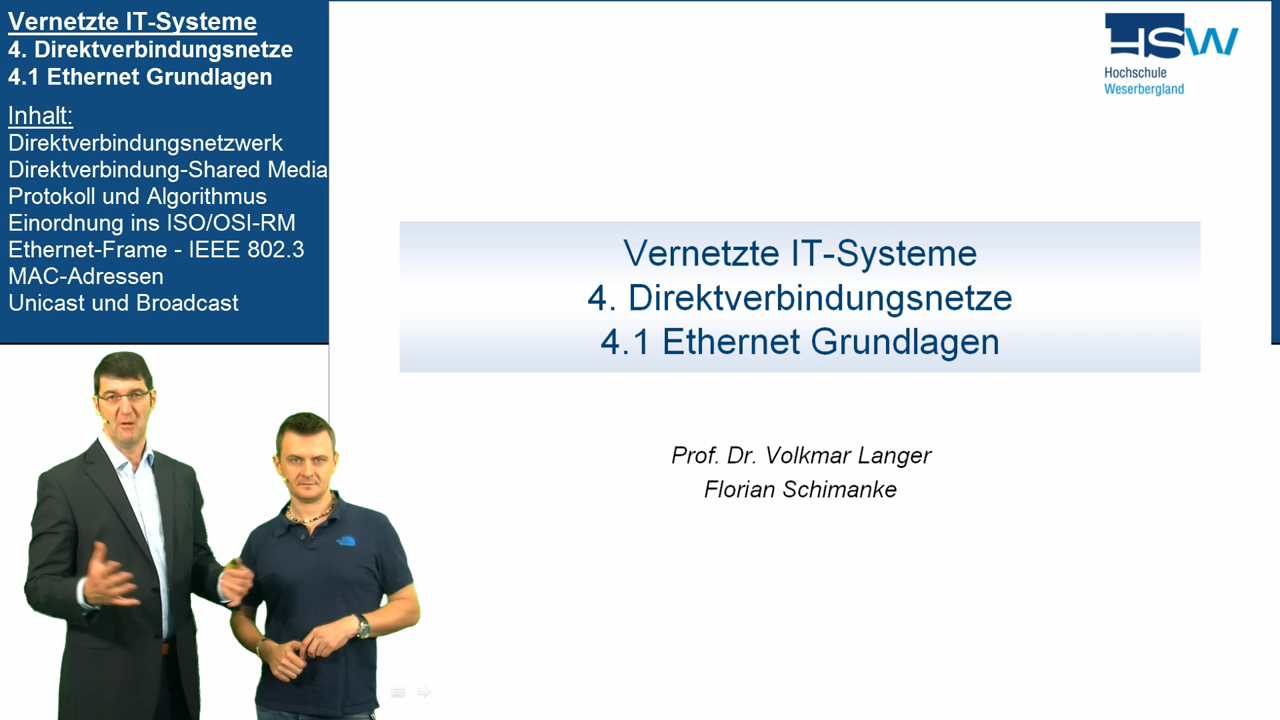 Vernetzte IT-Systeme
4. Direktverbindungsnetze
4.1 Ethernet Grundlagen
Inhalt:
Direktverbindungsnetzwerk
Direktverbindung-Shared Media
Protokoll und Algorithmus
Einordnung ins ISO/OSI-RM
Ethernet-Frame - IEEE 802.3
MAC-Adressen
Unicast und Broadcast
HSW
Hochschule
Weserbergland
Vernetzte IT-Systeme
4. Direktverbindungsnetze
4.1 Ethernet Grundlagen
Prof. Dr. Volkmar Langer
Florian Schimanke